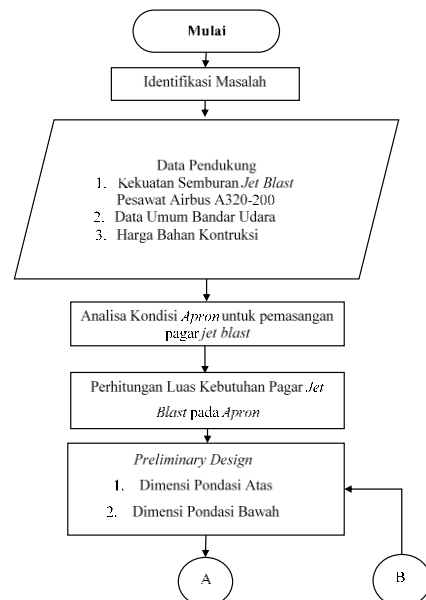 Mulai
Identifikasi Masalah
Data Pendukung
1. Kekuatan Semburan Jet Blast
Pesawat Airbus A320-200
2. Data Umum Bandar Udara
3. Harga Bahan Kontruksi
Analisa Kondisi Apron untuk pemasangan
pagar jet blast
Perhitungan Luas Kebutuhan Pagar Jet
Blast pada Apron
Preliminary Design
1. Dimensi Pondasi Atas
2. Dimensi Pondasi Bawah
A
B